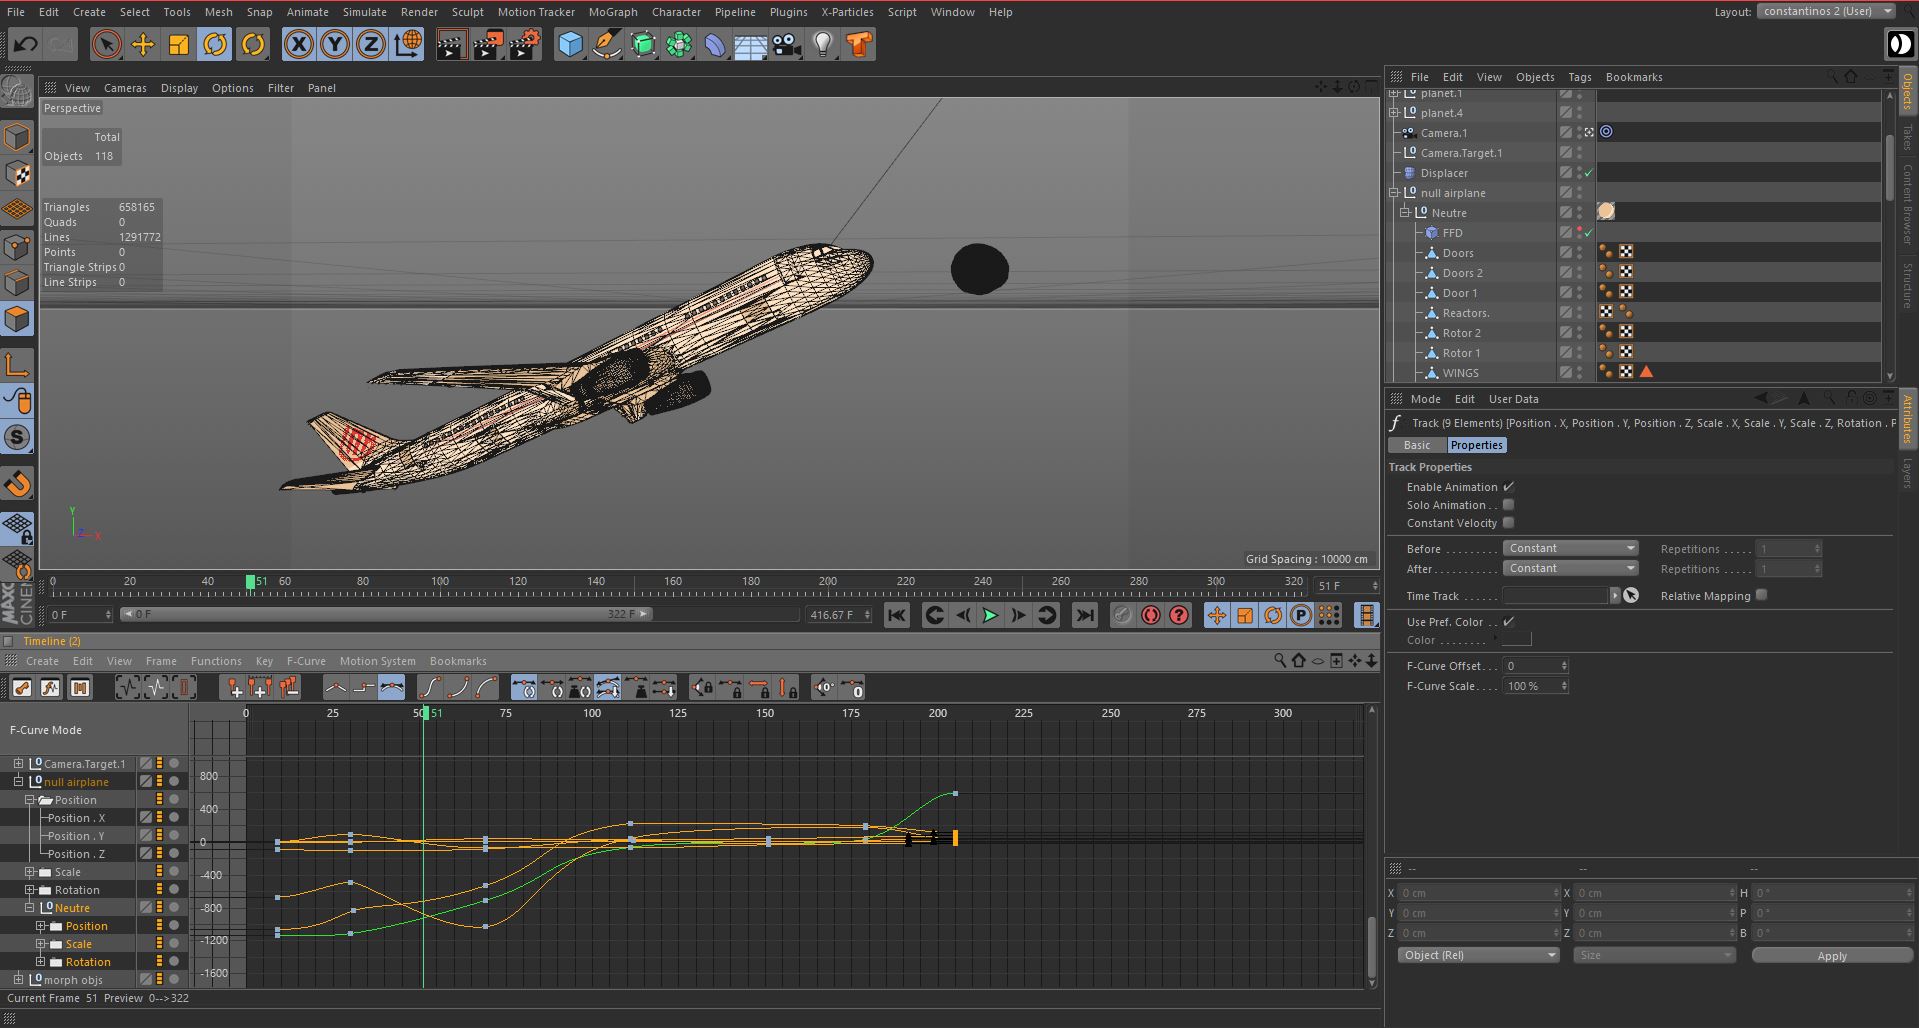 File Edit Create Select Tools Mesh Snap Animate Simulate Render Sculpt Motion Tracker MoGraph Character Pipeline Plugins X-Particles Script Window Help Layout: constantinos 2 (User)
X Y Z
View Cameras Display Options Filter Panel
Perspective
Total
Objects 118
Triangles 658165
Quads 0
Lines 1291772
Points 0
Triangle Strips 0
Line Strips 0
Y
Z X
Grid Spacing : 10000 cm
0 20 40 51 60 80 100 120 140 160 180 200 220 240 260 280 300 320 51 F
0 F 0 F 322 F 416.67 F
Timeline (2)
Create Edit View Frame Functions Key F-Curve Motion System Bookmarks
0 25 50 51 75 100 125 150 175 200 225 250 275 300
F-Curve Mode
Camera.Target.1
null airplane
Position
Position . X
Position . Y
Position . Z
Scale
Rotation
Neutre
Position
Scale
Rotation
morph objs
800
400
0
-400
-800
-1200
-1600
Current Frame 51 Preview 0-->322
File Edit View Objects Tags Bookmarks
planet.1
planet.4
Camera.1
Camera.Target.1
Displacer
null airplane
Neutre
FFD
Doors
Doors 2
Door 1
Reactors.
Rotor 2
Rotor 1
WINGS
Objects
Takes
Content Browser
Structure
Mode Edit User Data
Track (9 Elements) [Position . X, Position . Y, Position . Z, Scale . X, Scale . Y, Scale . Z, Rotation . P
Basic Properties
Track Properties
Enable Animation
Solo Animation . .
Constant Velocity
Before . . . . . . . . . Constant Repetitions . . . . . 1
After . . . . . . . . . . Constant Repetitions . . . . . 1
Time Track . . . . . . Relative Mapping
Use Pref. Color . .
Color . . . . . . . .
F-Curve Offset . . . 0
F-Curve Scale. . . . 100 %
Attributes
Layers
-- -- --
X 0 cm X 0 cm H 0 °
Y 0 cm Y 0 cm P 0 °
Z 0 cm Z 0 cm B 0 °
Object (Rel) Size Apply
MAXON
CINEM